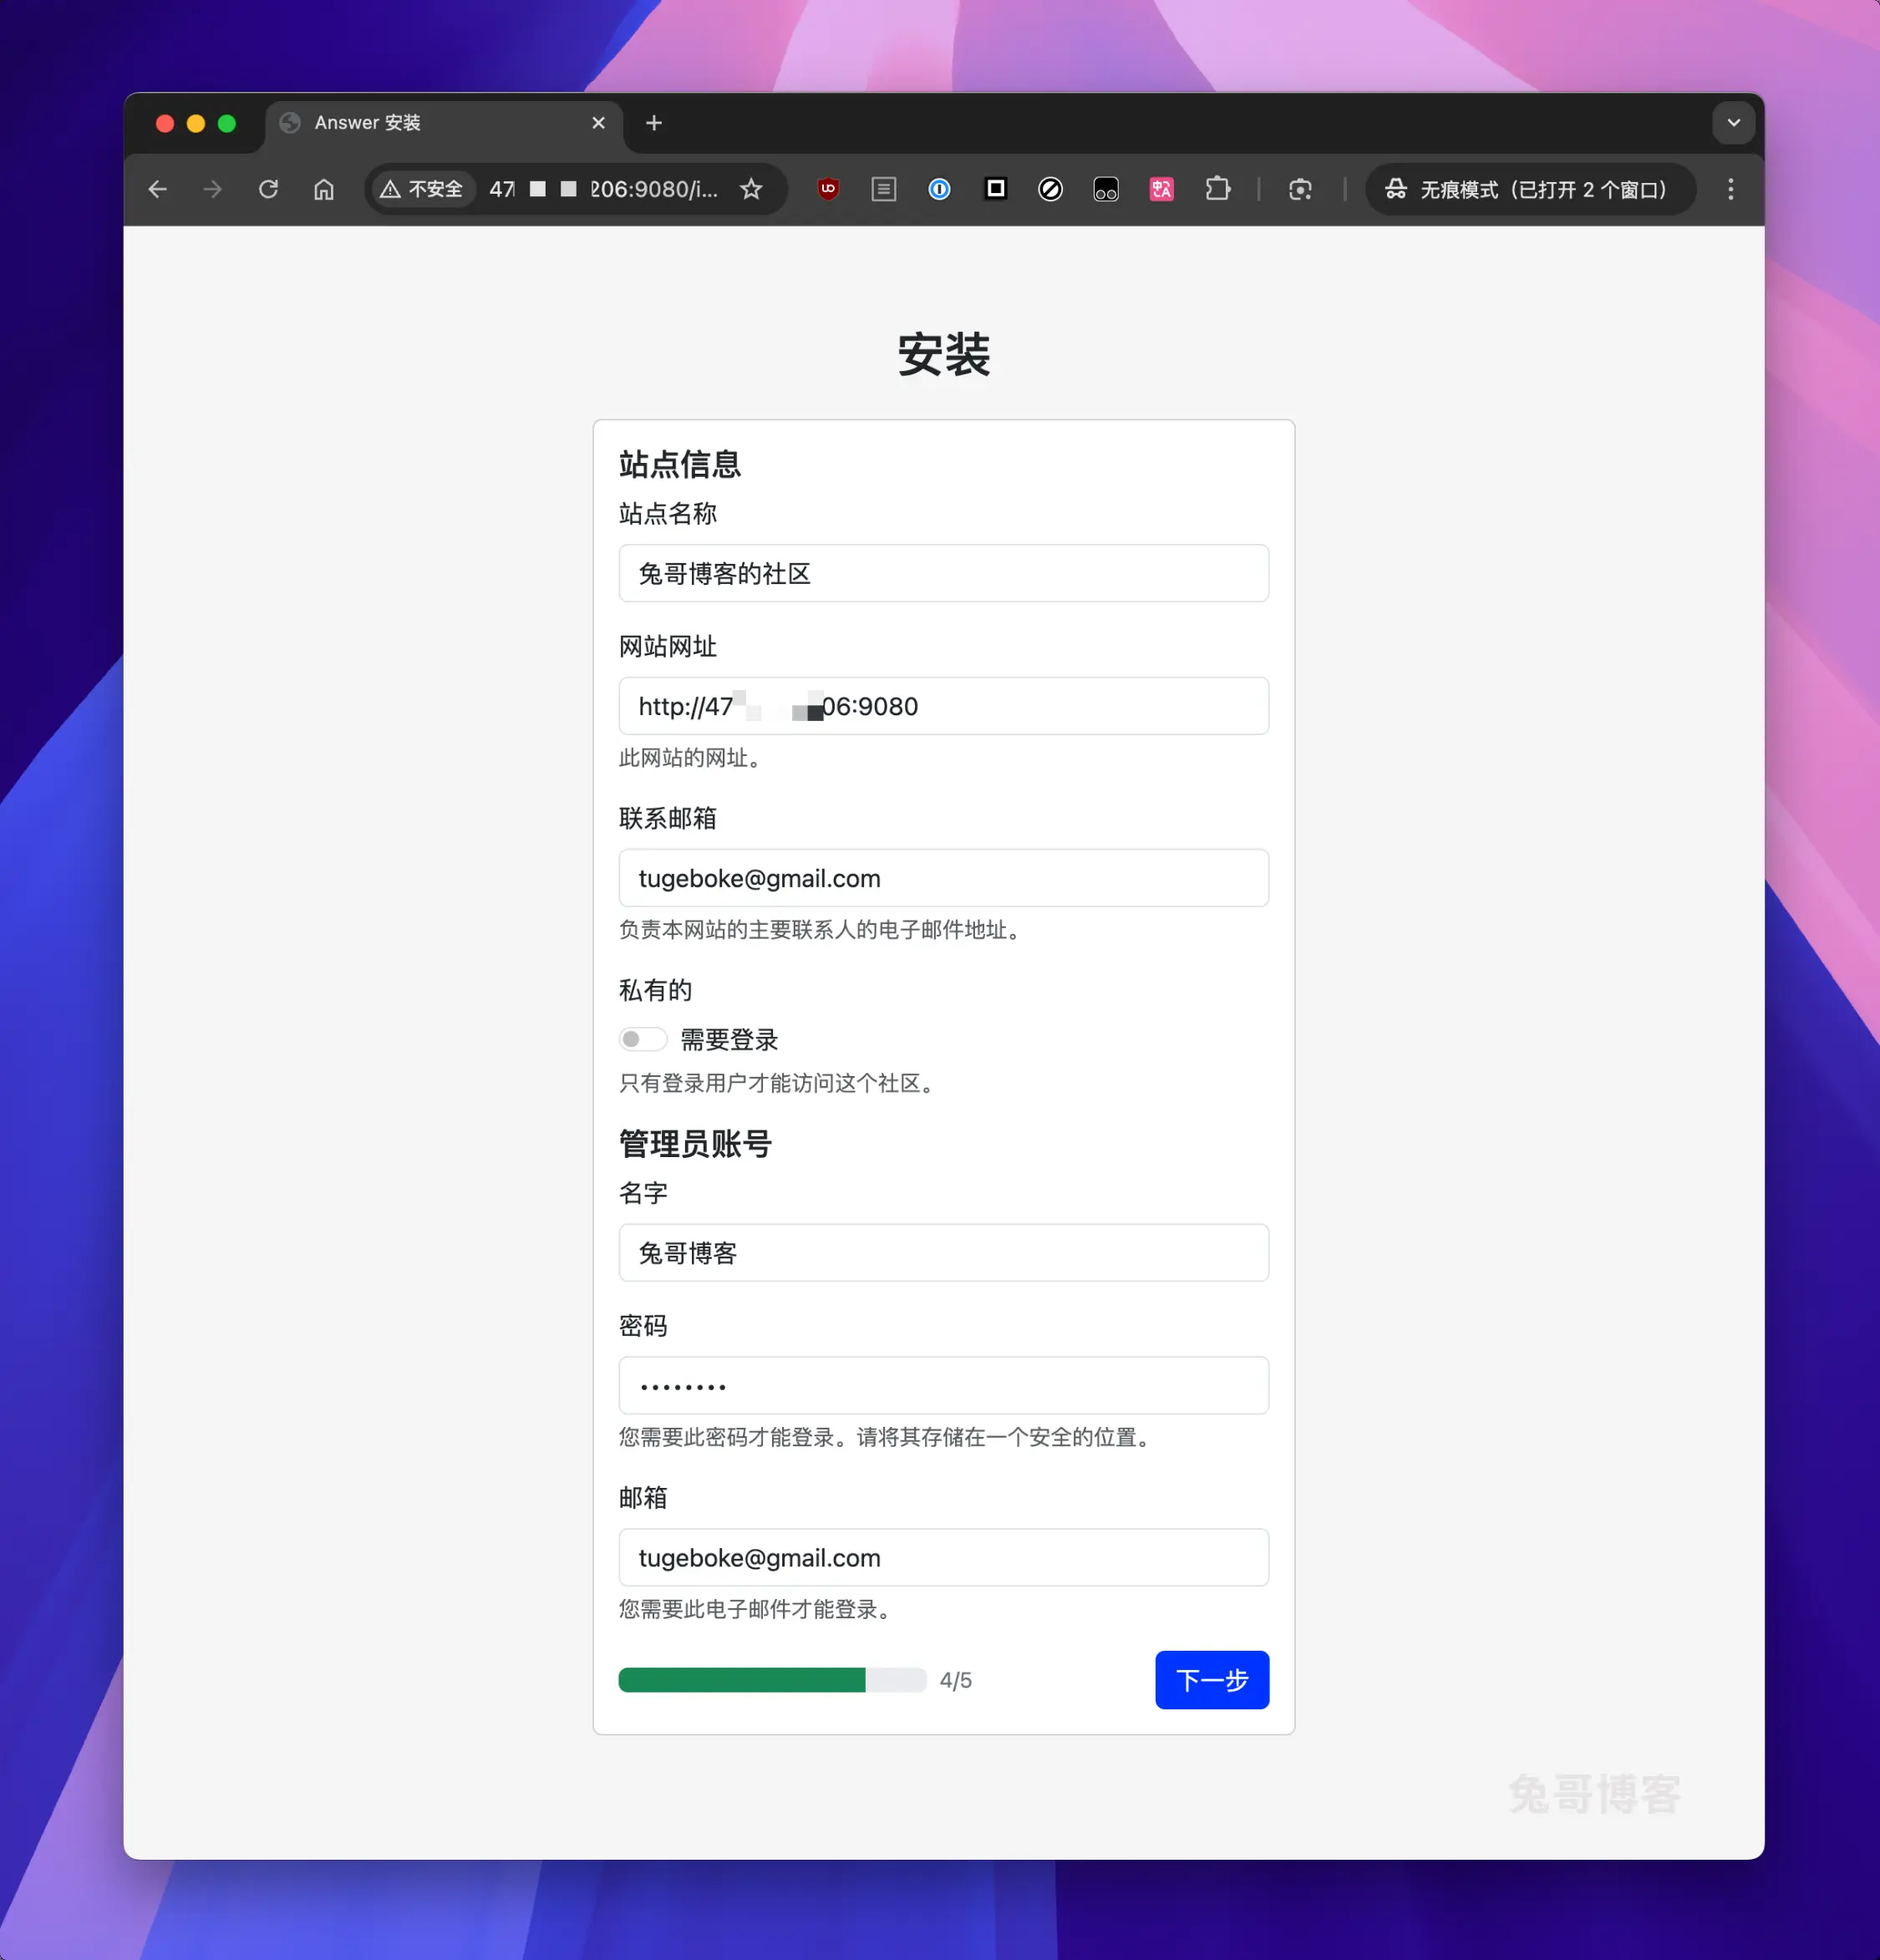 Answer 安装
不安全 47 206:9080/i...
无痕模式（已打开 2 个窗口）
安装
站点信息
站点名称
兔哥博客的社区
网站网址
http://47 06:9080
此网站的网址。
联系邮箱
tugeboke@gmail.com
负责本网站的主要联系人的电子邮件地址。
私有的
需要登录
只有登录用户才能访问这个社区。
管理员账号
名字
兔哥博客
密码
••••••••
您需要此密码才能登录。请将其存储在一个安全的位置。
邮箱
tugeboke@gmail.com
您需要此电子邮件才能登录。
4/5
下一步
兔哥博客